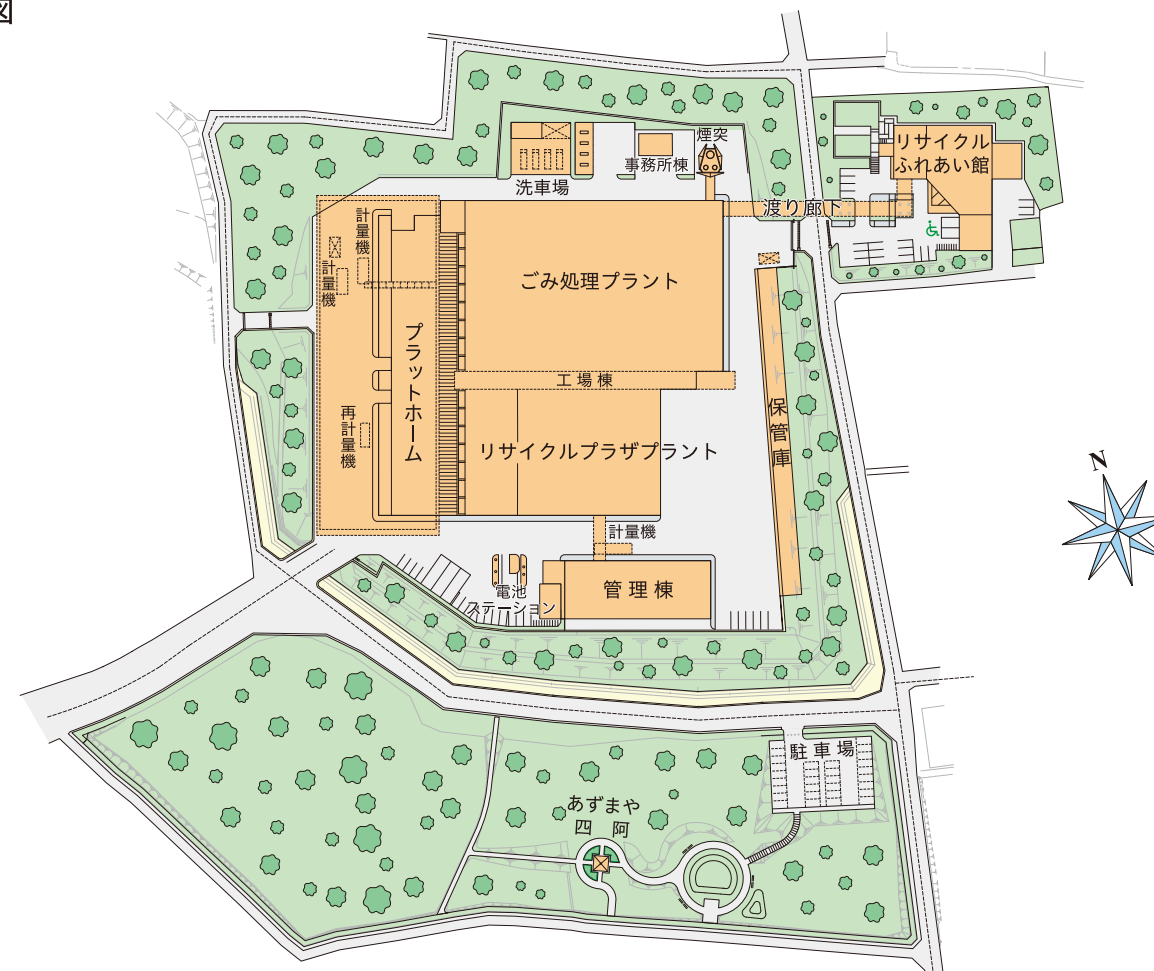 図
煙突
事務所棟
洗車場
リサイクル
ふれあい館
渡り廊下
計量機
計量機
ごみ処理プラント
プラットホーム
工場棟
再計量機
リサイクルプラザプラント
保管庫
計量機
電池
ステーション
管理棟
N
駐車場
あずまや
四阿